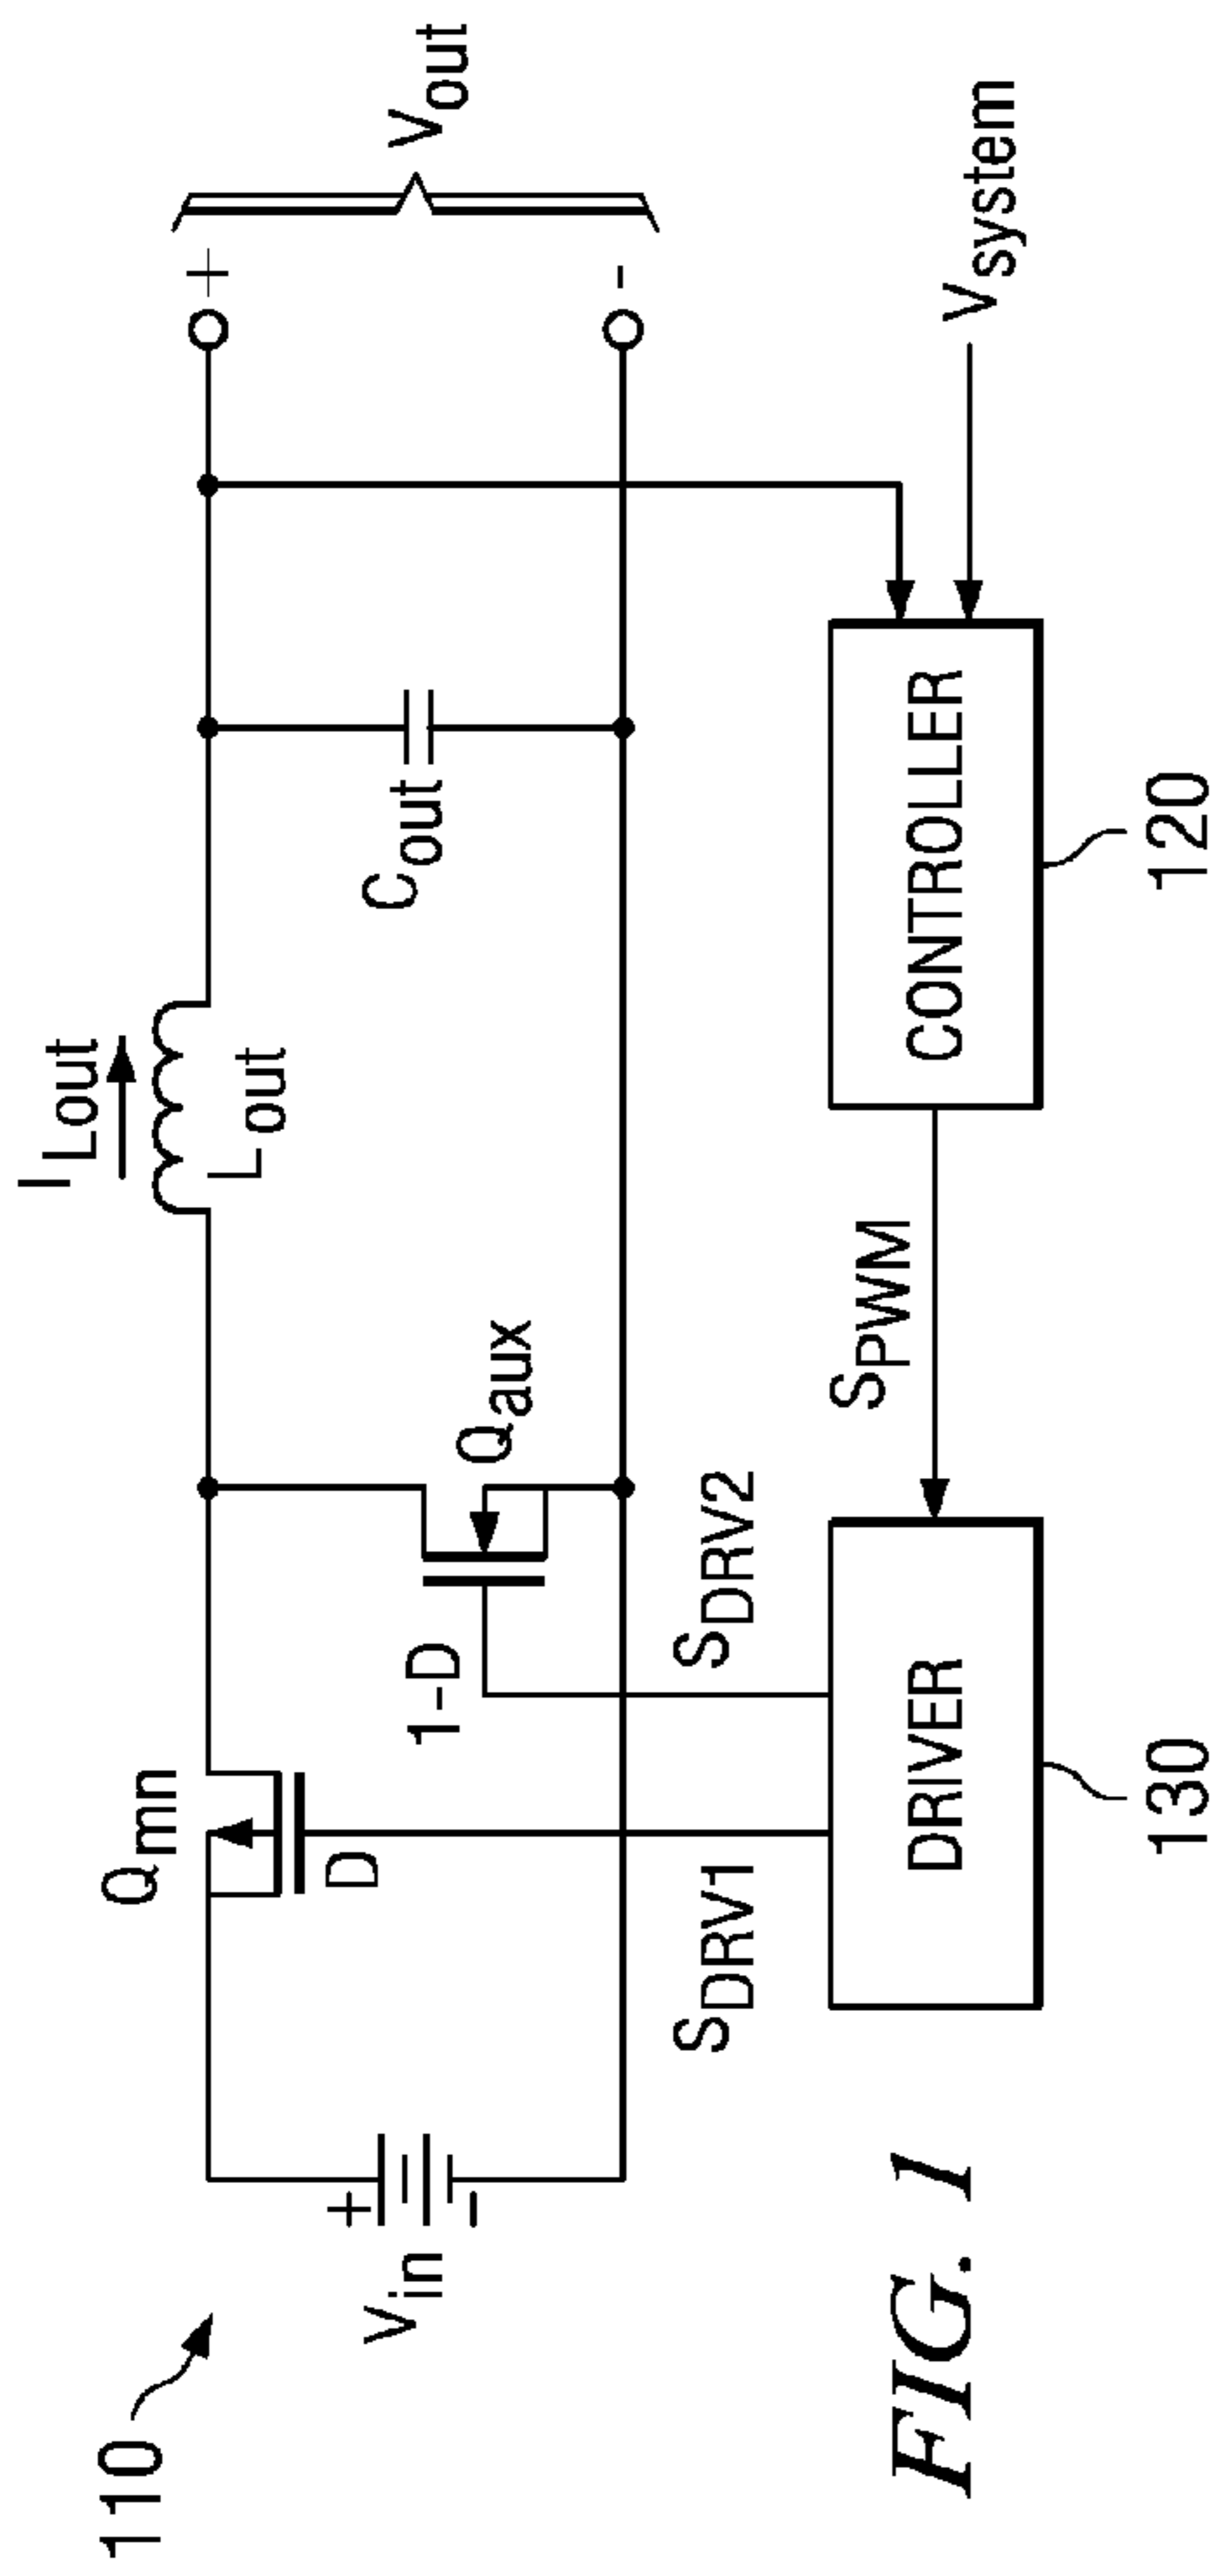 110
Vin
+
-
Qmn
D
1-D
Qaux
ILout
Lout
Cout
+
-
Vout
SDRV1
SDRV2
SPWM
Vsystem
DRIVER
130
CONTROLLER
120
FIG. 1